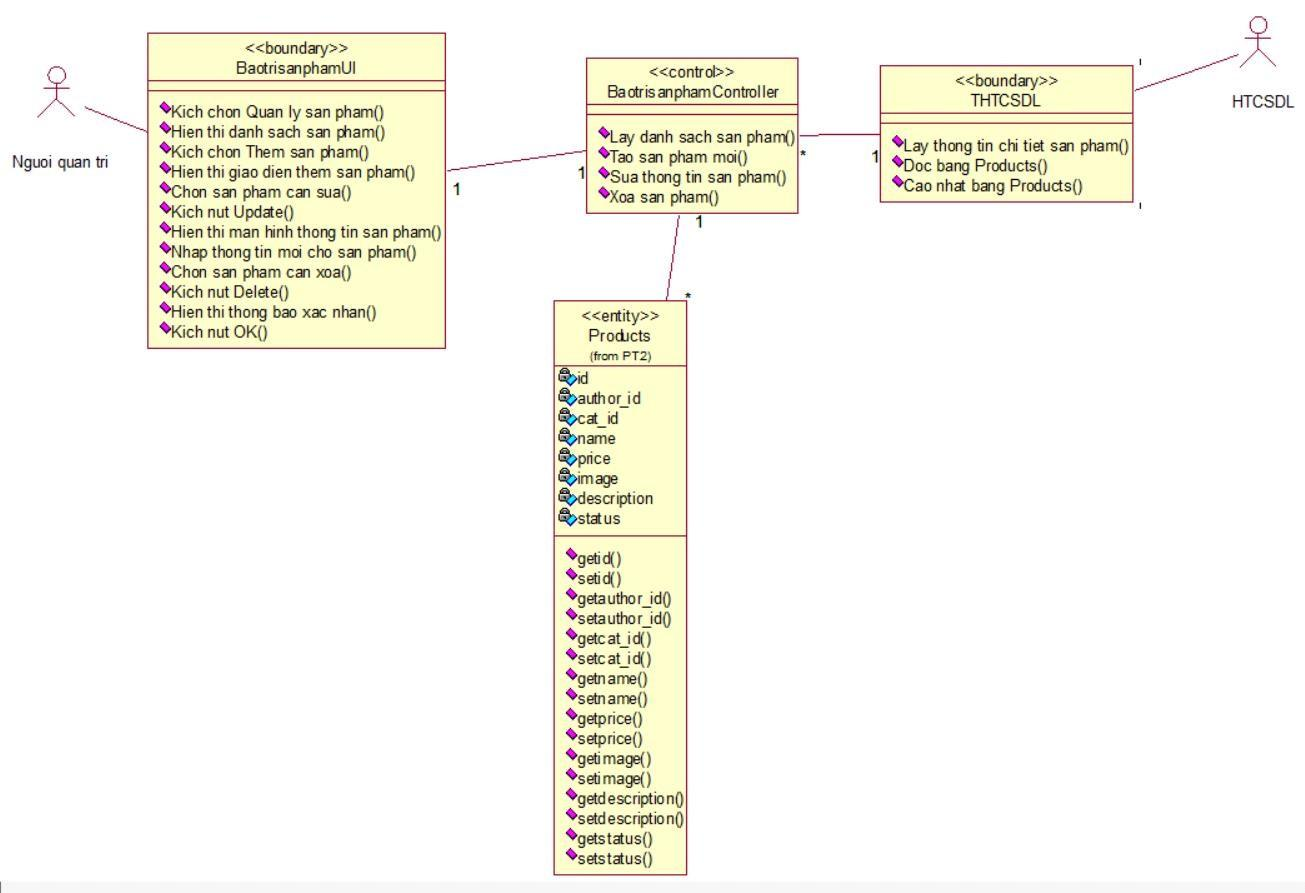 Nguoi quan tri
<<boundary>>
BaotrisanphamUI
Kich chon Quan ly san pham()
Hien thi danh sach san pham()
Kich chon Them san pham()
Hien thi giao dien them san pham()
Chon san pham can sua()
Kich nut Update()
Hien thi man hinh thong tin san pham()
Nhap thong tin moi cho san pham()
Chon san pham can xoa()
Kich nut Delete()
Hien thi thong bao xac nhan()
Kich nut OK()
1
1
<<control>>
BaotrisanphamController
Lay danh sach san pham()
Tao san pham moi()
Sua thong tin san pham()
Xoa san pham()
*
1
<<boundary>>
THTCSDL
Lay thong tin chi tiet san pham()
Doc bang Products()
Cao nhat bang Products()
HTCSDL
1
*
<<entity>>
Products
(from PT2)
id
author_id
cat_id
name
price
image
description
status
getid()
setid()
getauthor_id()
setauthor_id()
getcat_id()
setcat_id()
getname()
setname()
getprice()
setprice()
getimage()
setimage()
getdescription()
setdescription()
getstatus()
setstatus()